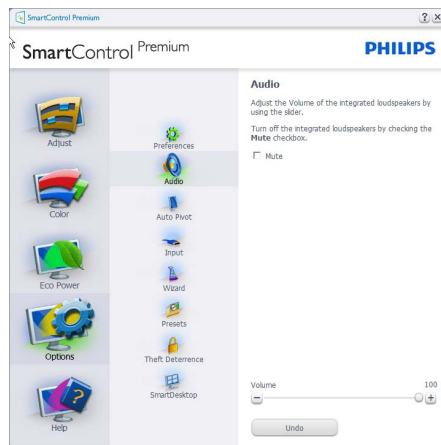 SmartControl Premium
SmartControl Premium
PHILIPS
Adjust
Color
Eco Power
Options
Help
Preferences
Audio
Auto Pivot
Input
Wizard
Presets
Theft Deterrence
SmartDesktop
Audio
Adjust the Volume of the integrated loudspeakers by
using the slider.
Turn off the integrated loudspeakers by checking the
Mute checkbox.
Mute
Volume 100
Undo